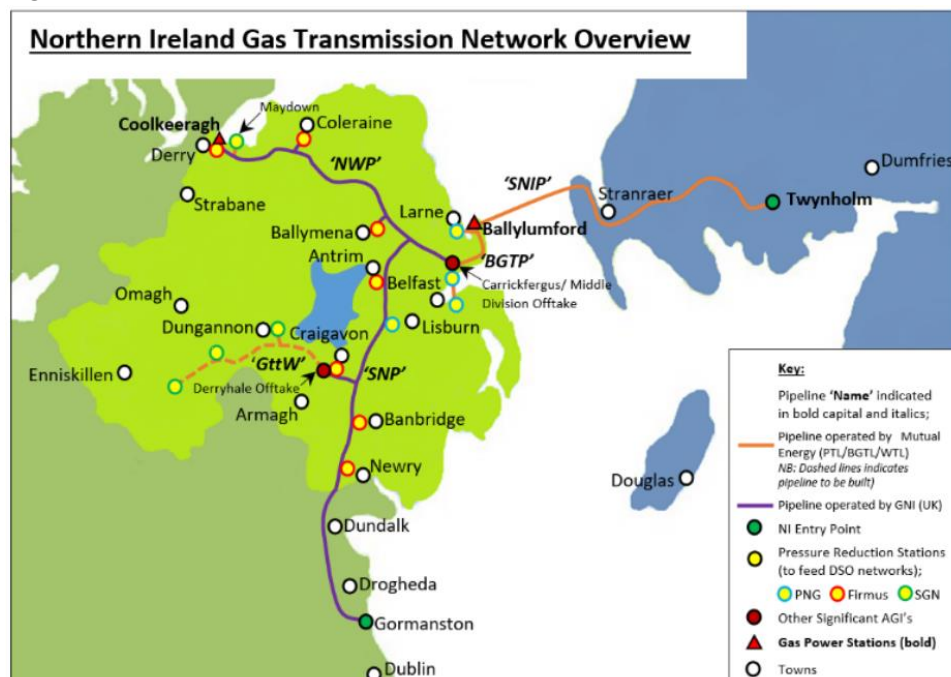 Northern Ireland Gas Transmission Network Overview
Maydown
Coolkeeragh
Coleraine
Derry
'NWP'
Strabane
'SNIP'
Dumfries
Stranraer
Twynholm
Larne
Ballylumford
Ballymena
'BGTP'
Antrim
Carrickfergus/ Middle
Division Offtake
Belfast
Omagh
Lisburn
Dungannon
Craigavon
'GttW'
'SNP'
Enniskillen
Derryhale Offtake
Armagh
Banbridge
Newry
Douglas
Dundalk
Drogheda
Gormanston
Dublin
Key:
Pipeline 'Name' indicated
in bold capital and italics;
Pipeline operated by Mutual
Energy (PTL/BGTL/WTL)
NB: Dashed lines indicates
pipeline to be built)
Pipeline operated by GNI (UK)
NI Entry Point
Pressure Reduction Stations
(to feed DSO networks);
PNG Firmus SGN
Other Significant AGI's
Gas Power Stations (bold)
Towns